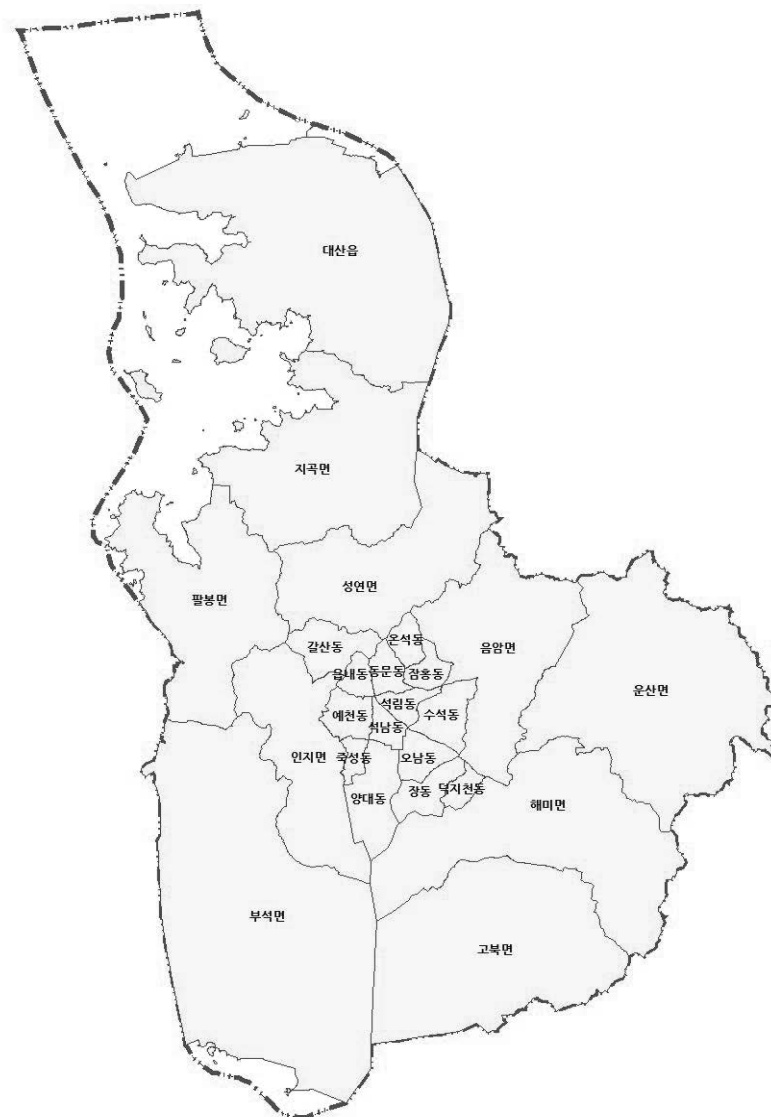 대산읍
지곡면
성연면
팔봉면
온석동
갈산동
음암면
동문동
읍내동
잠홍동
운산면
석림동
예천동
수석동
석남동
인지면
죽성동
오남동
덕지천동
장동
양대동
해미면
부석면
고북면